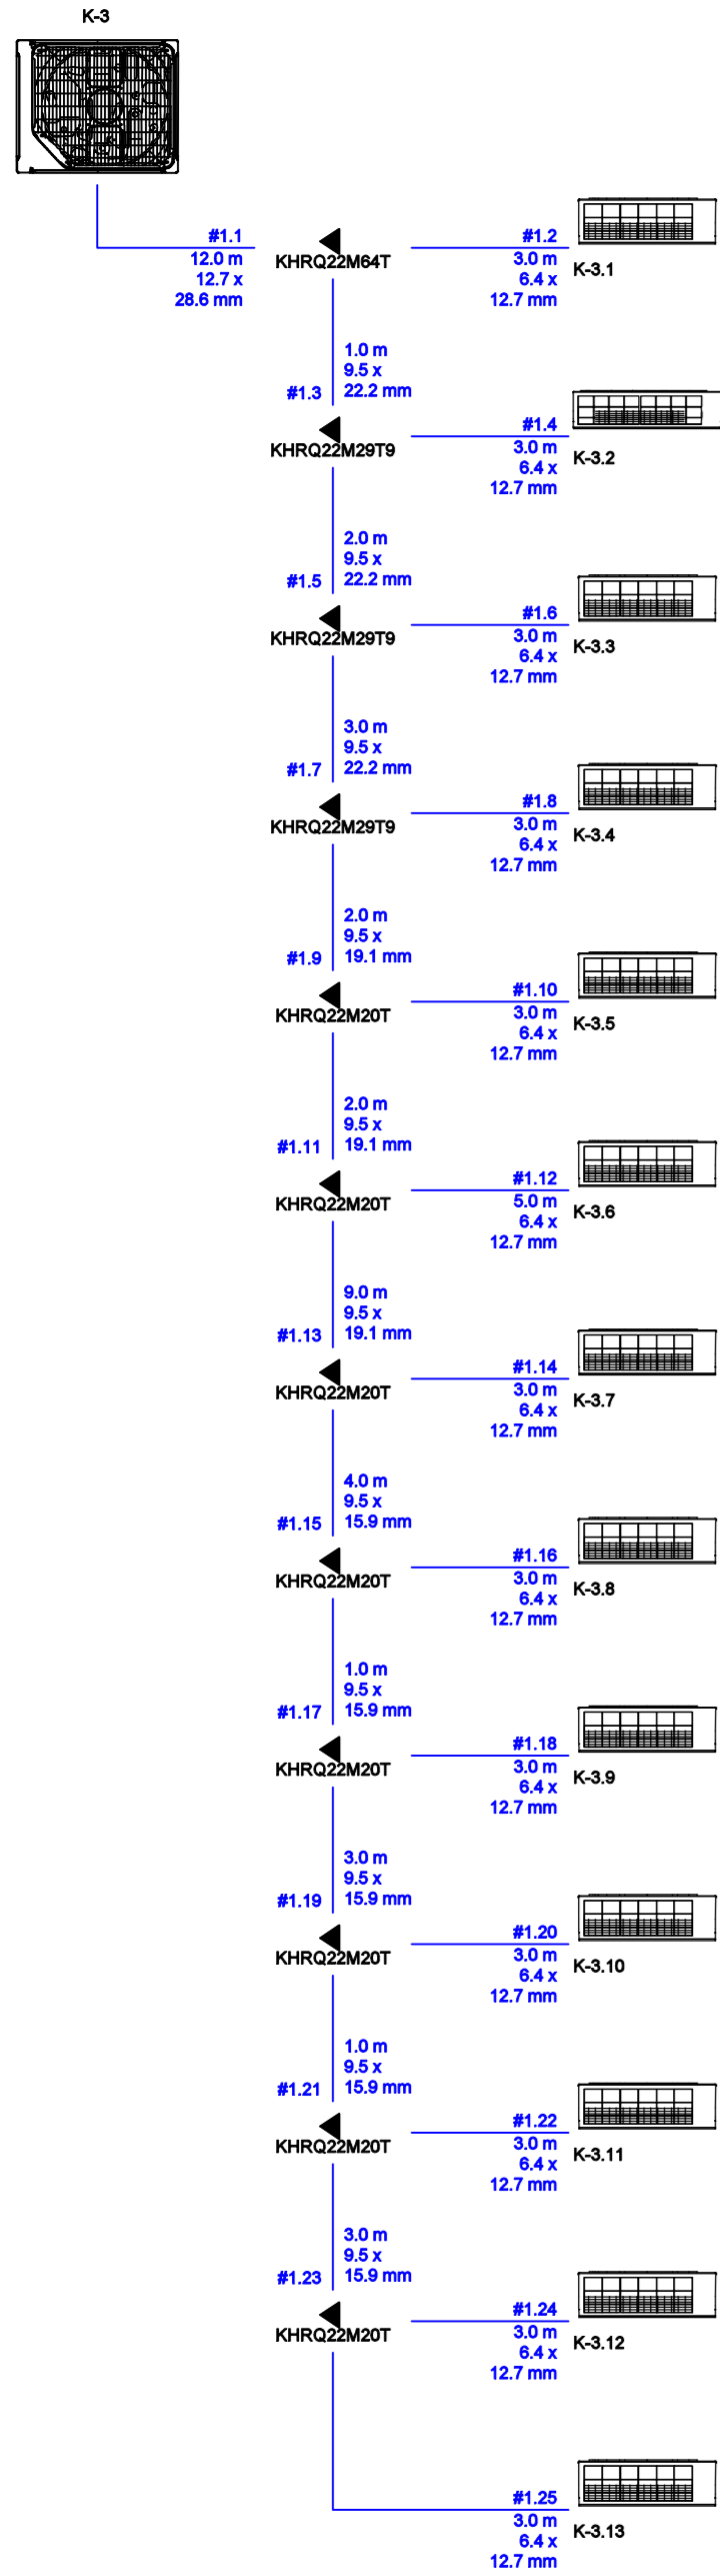 K-3
#1.1
12.0 m
12.7 x
28.6 mm
KHRQ22M64T
#1.2
3.0 m
6.4 x
12.7 mm
K-3.1
1.0 m
9.5 x
22.2 mm
#1.3
KHRQ22M29T9
#1.4
3.0 m
6.4 x
12.7 mm
K-3.2
2.0 m
9.5 x
22.2 mm
#1.5
KHRQ22M29T9
#1.6
3.0 m
6.4 x
12.7 mm
K-3.3
3.0 m
9.5 x
22.2 mm
#1.7
KHRQ22M29T9
#1.8
3.0 m
6.4 x
12.7 mm
K-3.4
2.0 m
9.5 x
19.1 mm
#1.9
KHRQ22M20T
#1.10
3.0 m
6.4 x
12.7 mm
K-3.5
2.0 m
9.5 x
19.1 mm
#1.11
KHRQ22M20T
#1.12
5.0 m
6.4 x
12.7 mm
K-3.6
9.0 m
9.5 x
19.1 mm
#1.13
KHRQ22M20T
#1.14
3.0 m
6.4 x
12.7 mm
K-3.7
4.0 m
9.5 x
15.9 mm
#1.15
KHRQ22M20T
#1.16
3.0 m
6.4 x
12.7 mm
K-3.8
1.0 m
9.5 x
15.9 mm
#1.17
KHRQ22M20T
#1.18
3.0 m
6.4 x
12.7 mm
K-3.9
3.0 m
9.5 x
15.9 mm
#1.19
KHRQ22M20T
#1.20
3.0 m
6.4 x
12.7 mm
K-3.10
1.0 m
9.5 x
15.9 mm
#1.21
KHRQ22M20T
#1.22
3.0 m
6.4 x
12.7 mm
K-3.11
3.0 m
9.5 x
15.9 mm
#1.23
KHRQ22M20T
#1.24
3.0 m
6.4 x
12.7 mm
K-3.12
#1.25
3.0 m
6.4 x
12.7 mm
K-3.13